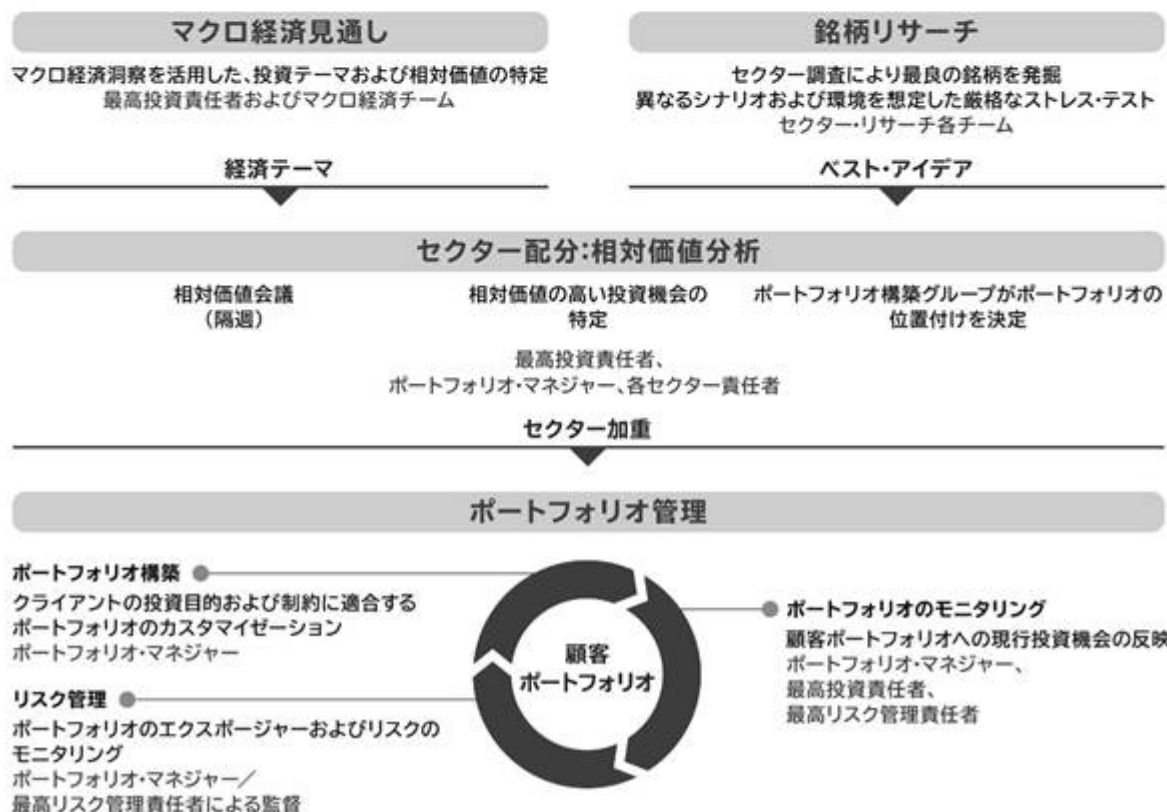 マクロ経済見通し
マクロ経済洞察を活用した、投資テーマおよび相対価値の特定
最高投資責任者およびマクロ経済チーム
経済テーマ
銘柄リサーチ
セクター調査により最良の銘柄を発掘
異なるシナリオおよび環境を想定した厳格なストレス・テスト
セクター・リサーチ各チーム
ベスト・アイデア
セクター配分：相対価値分析
相対価値会議
（隔週）
相対価値の高い投資機会の
特定
ポートフォリオ構築グループがポートフォリオの
位置付けを決定
最高投資責任者、
ポートフォリオ・マネジャー、各セクター責任者
セクター加重
ポートフォリオ管理
ポートフォリオ構築
クライアントの投資目的および制約に適合する
ポートフォリオのカスタマイゼーション
ポートフォリオ・マネジャー
リスク管理
ポートフォリオのエクスポージャーおよびリスクの
モニタリング
ポートフォリオ・マネジャー／
最高リスク管理責任者による監督
顧客
ポートフォリオ
ポートフォリオのモニタリング
顧客ポートフォリオへの現行投資機会の反映
ポートフォリオ・マネジャー、
最高投資責任者、
最高リスク管理責任者